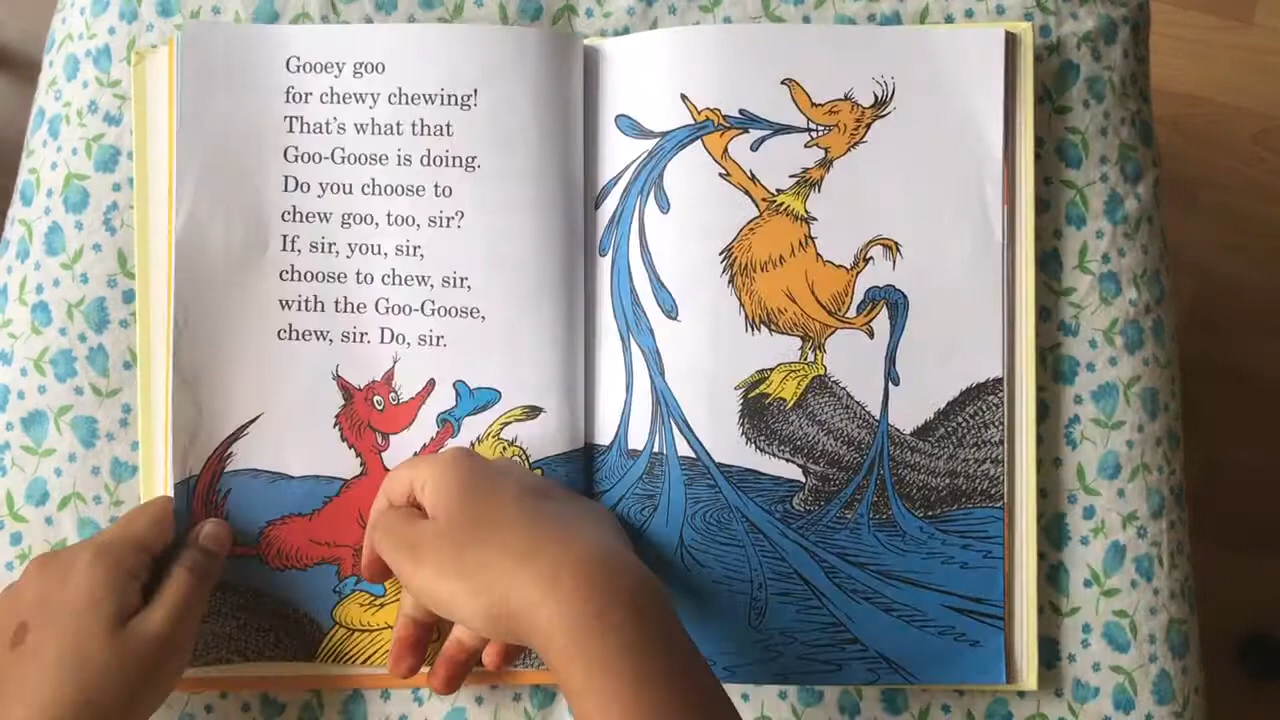 Gooey goo
for chewy chewing!
That's what that
Goo-Goose is doing.
Do you choose to
chew goo, too, sir?
If, sir, you, sir,
choose to chew, sir,
with the Goo-Goose,
chew, sir. Do, sir.